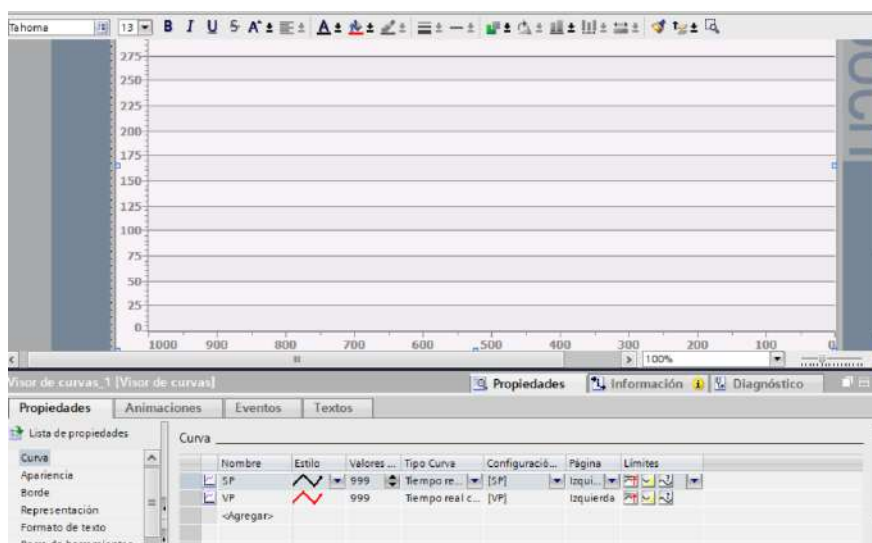 Tahoma 13 B I U S A
275
250
225
200
175
150
125
100
75
50
25
0
1000 900 800 700 600 500 400 300 200 100 0
100%
Visor de curvas_1 [Visor de curvas] Propiedades Información Diagnóstico
Propiedades Animaciones Eventos Textos
Lista de propiedades
Curva
Curva
Nombre Estilo Valores ... Tipo Curva Configuració... Página Límites
Apariencia
SP 999 Tiempo re... [SP] Izqui...
Borde
VP 999 Tiempo real c... [VP] Izquierda
Representación
<Agregar>
Formato de texto